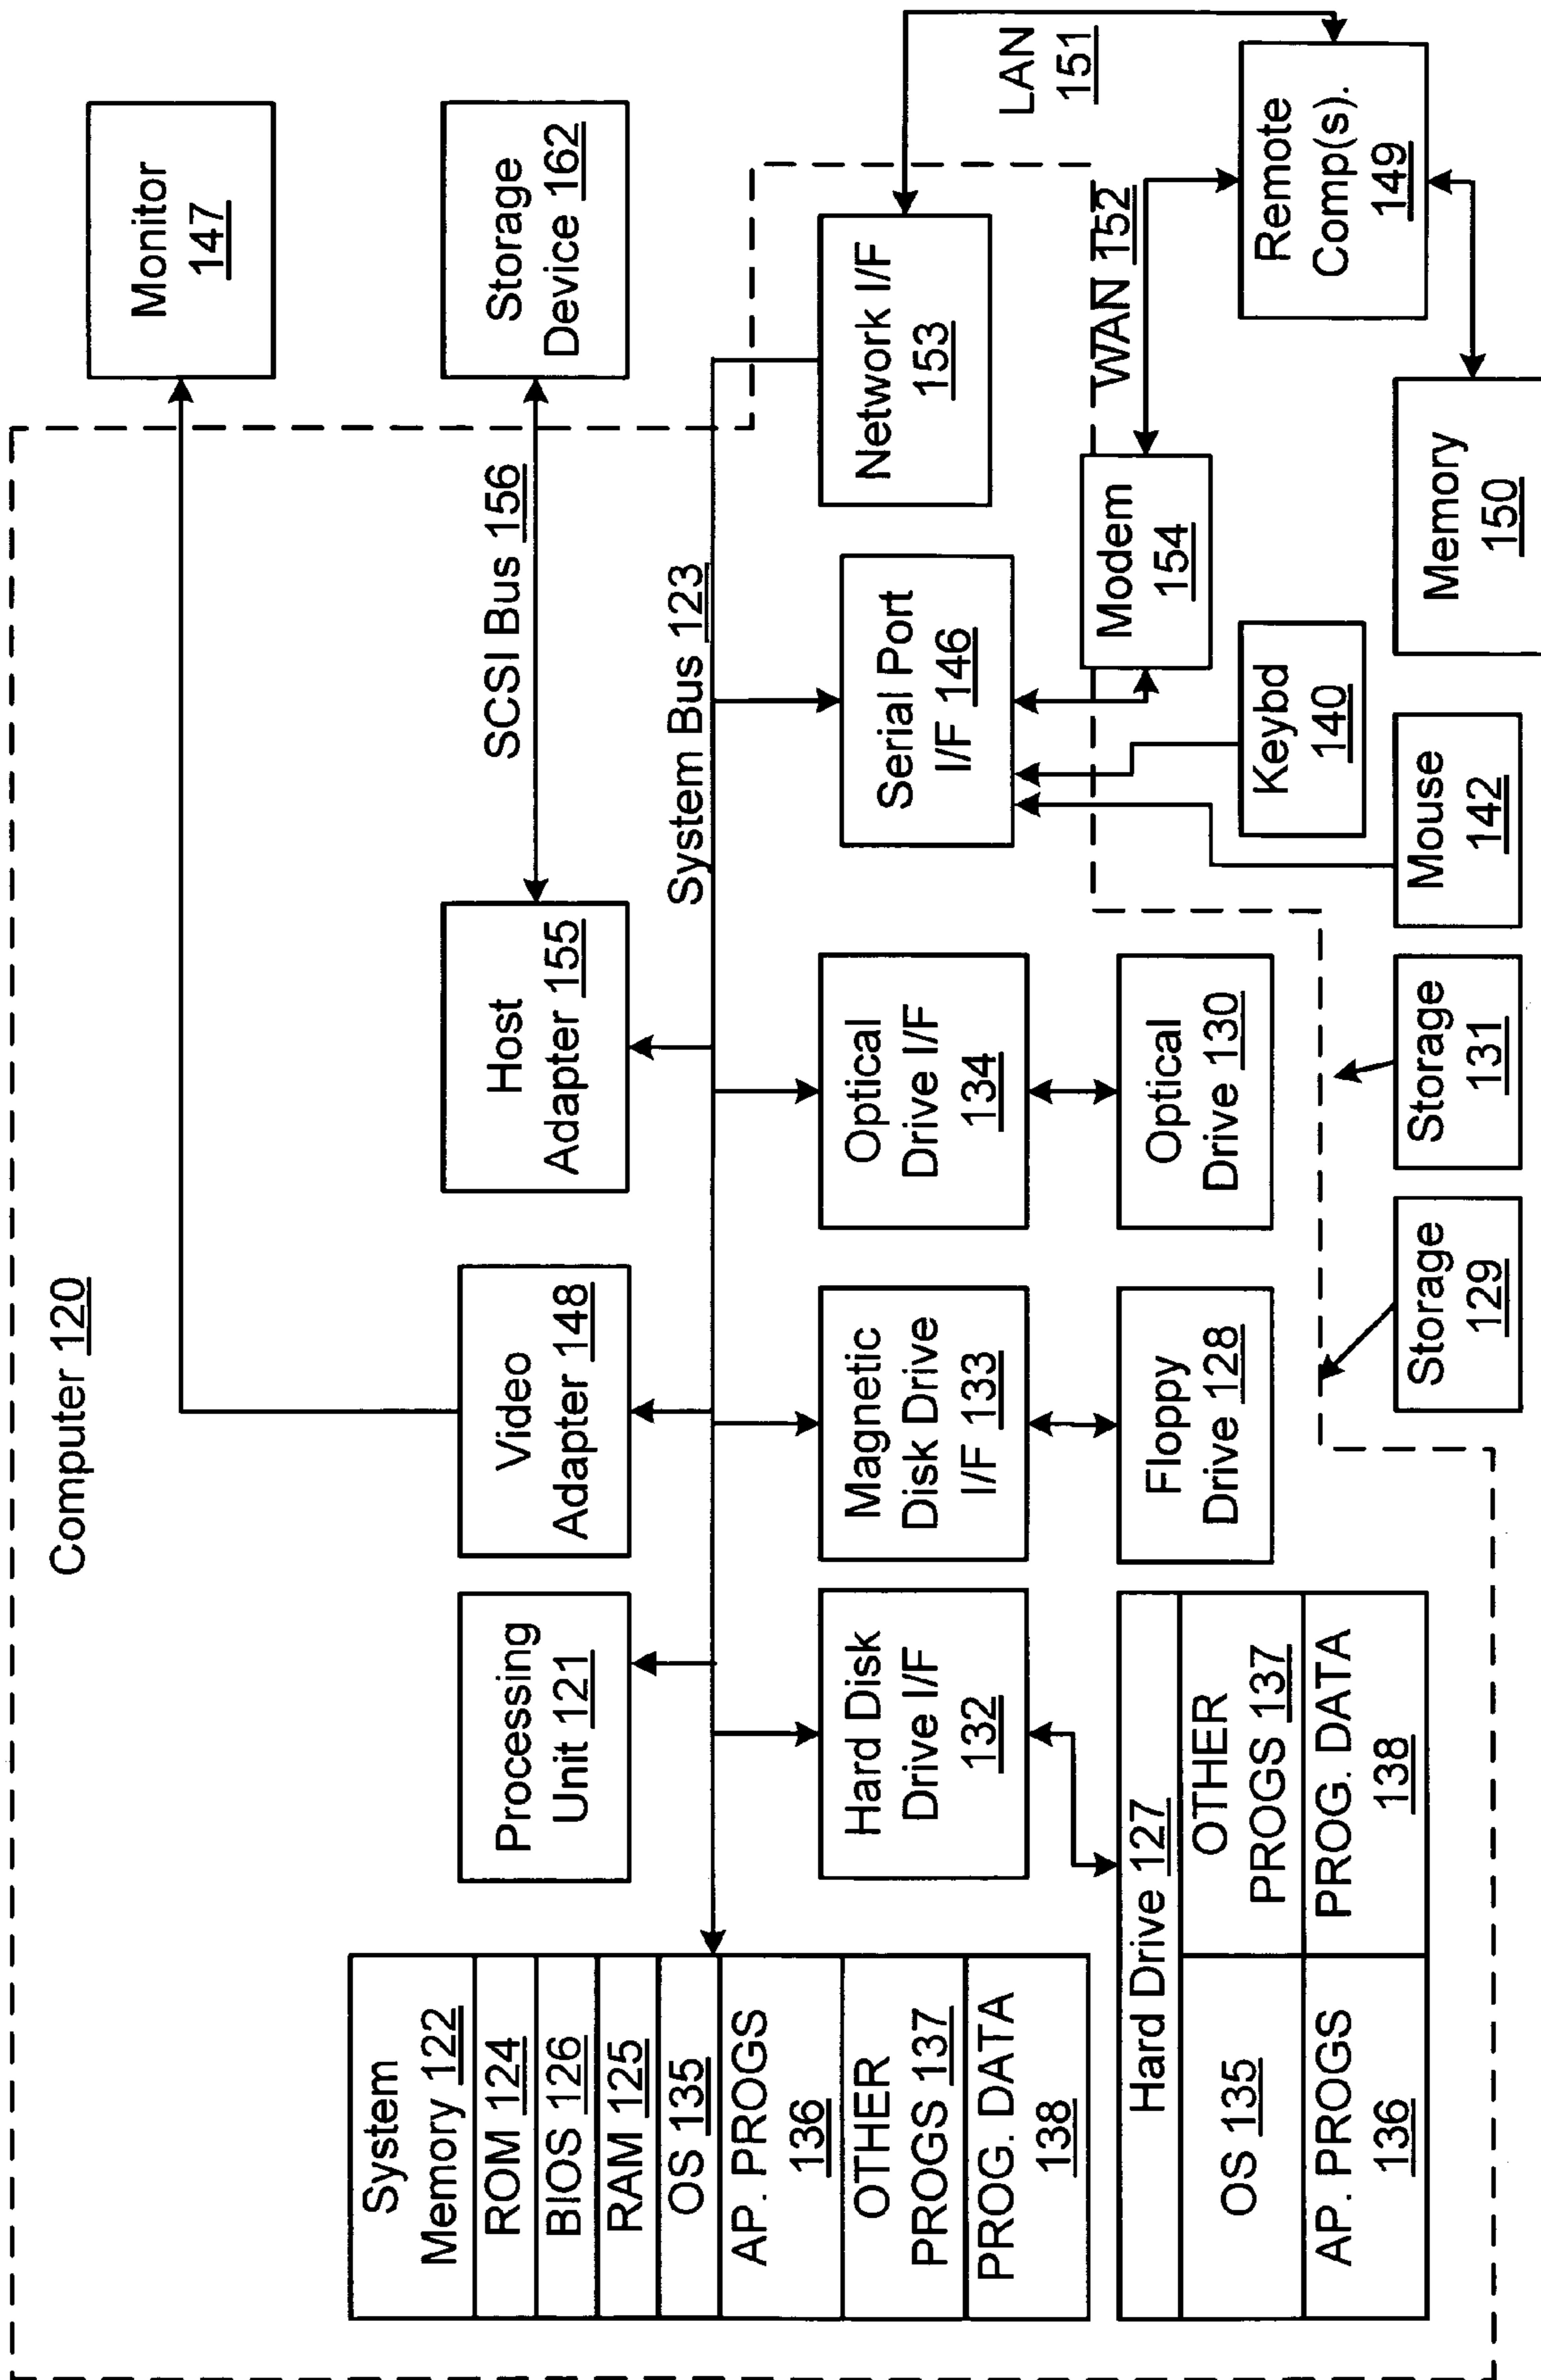 Computer 120
Monitor
147
System
Memory 122
ROM 124
BIOS 126
RAM 125
OS 135
AP. PROGS
136
OTHER
PROGS 137
PROG. DATA
138
Processing
Unit 121
Video
Adapter 148
Host
Adapter 155
SCSI Bus 156
Storage
Device 162
System Bus 123
Hard Disk
Drive I/F
132
Magnetic
Disk Drive
I/F 133
Optical
Drive I/F
134
Serial Port
I/F 146
Network I/F
153
LAN
151
Hard Drive 127
OS 135
OTHER
PROGS 137
AP. PROGS
136
PROG. DATA
138
Floppy
Drive 128
Optical
Drive 130
Modem
154
WAN 152
Keybd
140
Remote
Comp(s).
149
Storage
129
Storage
131
Mouse
142
Memory
150